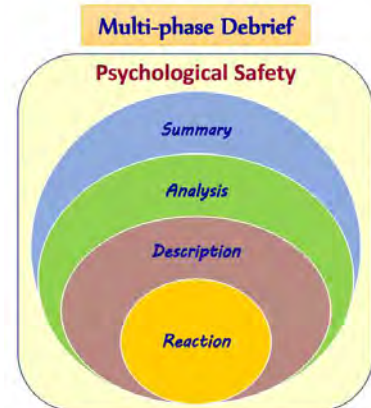 Multi-phase Debrief
Psychological Safety
Summary
Analysis
Description
Reaction